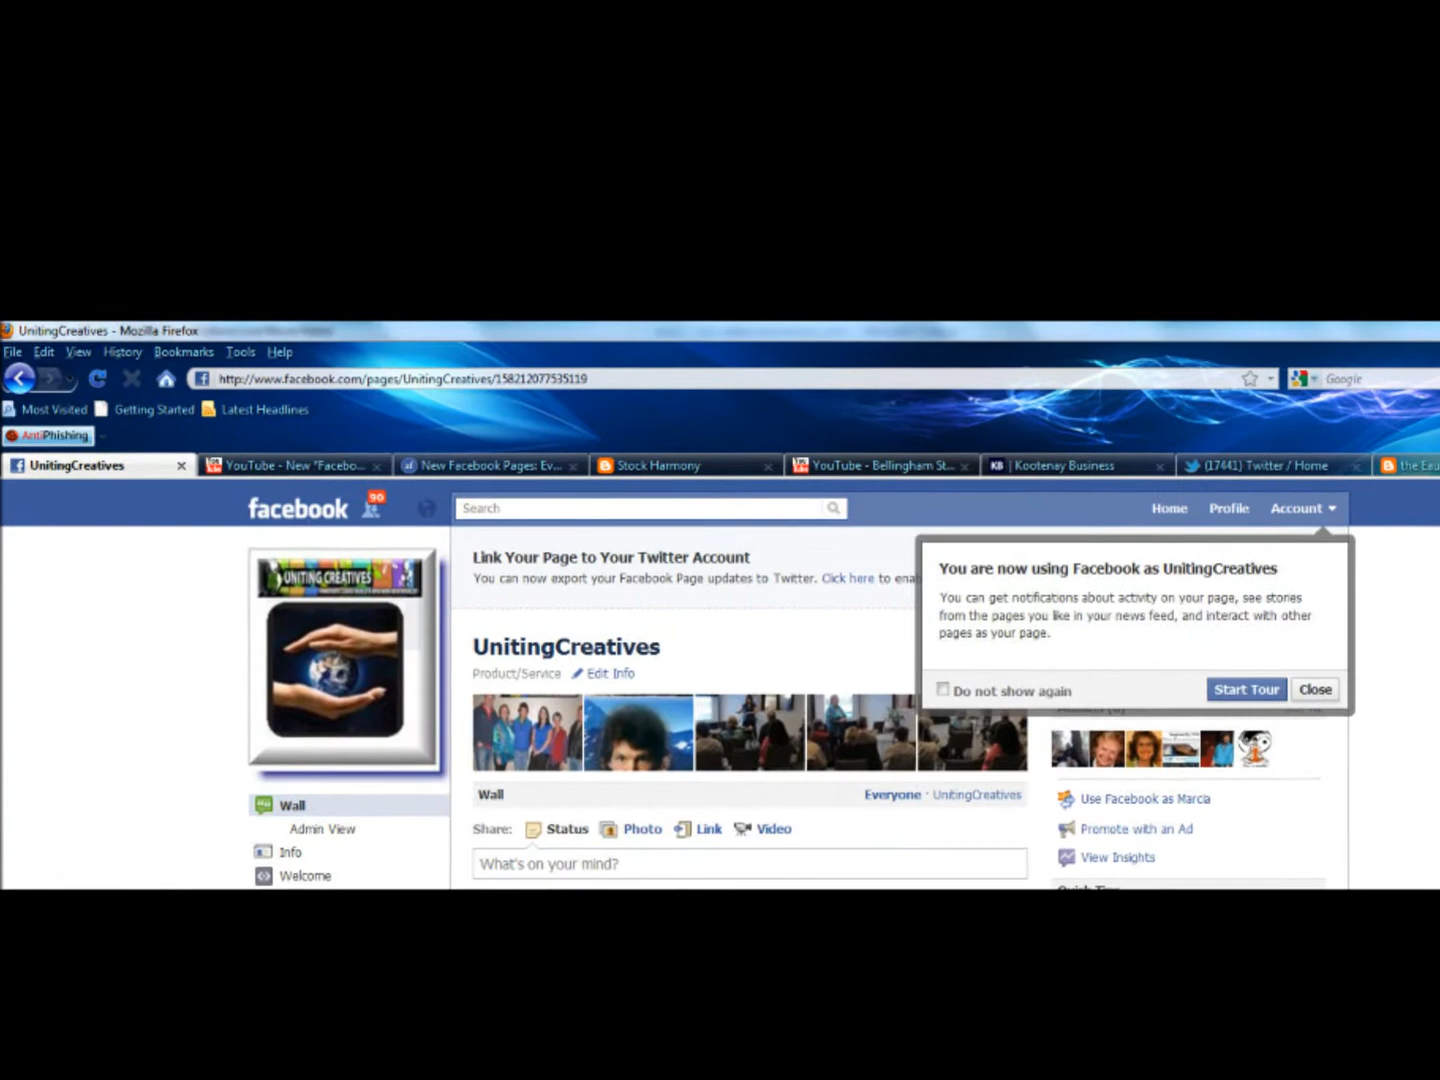 UnitingCreatives - Mozilla Firefox
File Edit View History Bookmarks Tools Help
http://www.facebook.com/pages/UnitingCreatives/158212077535119
Google
Most Visited Getting Started Latest Headlines
AntiPhishing
UnitingCreatives
YouTube - New "Facebo...
New Facebook Pages: Ev...
Stock Harmony
YouTube - Bellingham St...
KB | Kootenay Business
(17441) Twitter / Home
facebook
90
Search
Home Profile Account
Link Your Page to Your Twitter Account
You can now export your Facebook Page updates to Twitter. Click here to
You are now using Facebook as UnitingCreatives
You can get notifications about activity on your page, see stories
from the pages you like in your news feed, and interact with other
pages as your page.
Do not show again
Start Tour
Close
UNITING CREATIVES
UnitingCreatives
Product/Service Edit Info
Wall
Everyone · UnitingCreatives
Share: Status Photo Link Video
What's on your mind?
Wall
Admin View
Info
Welcome
Use Facebook as Marcia
Promote with an Ad
View Insights